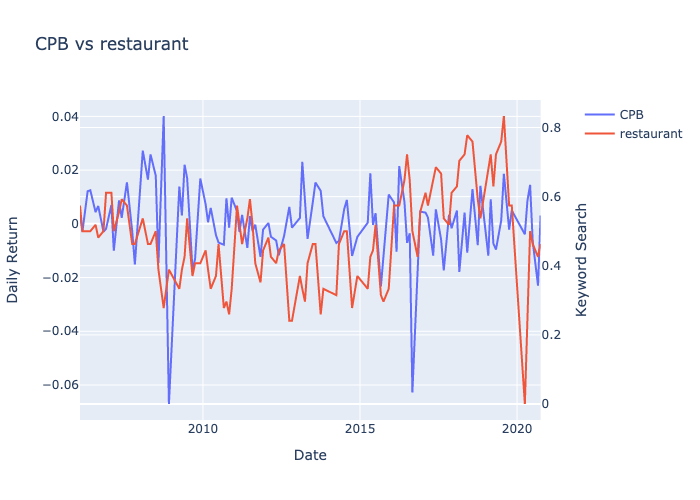 CPB vs restaurant
CPB
restaurant
0.04
0.02
0
−0.02
−0.04
−0.06
0.8
0.6
0.4
0.2
0
2010
2015
2020
Date
Daily Return
Keyword Search